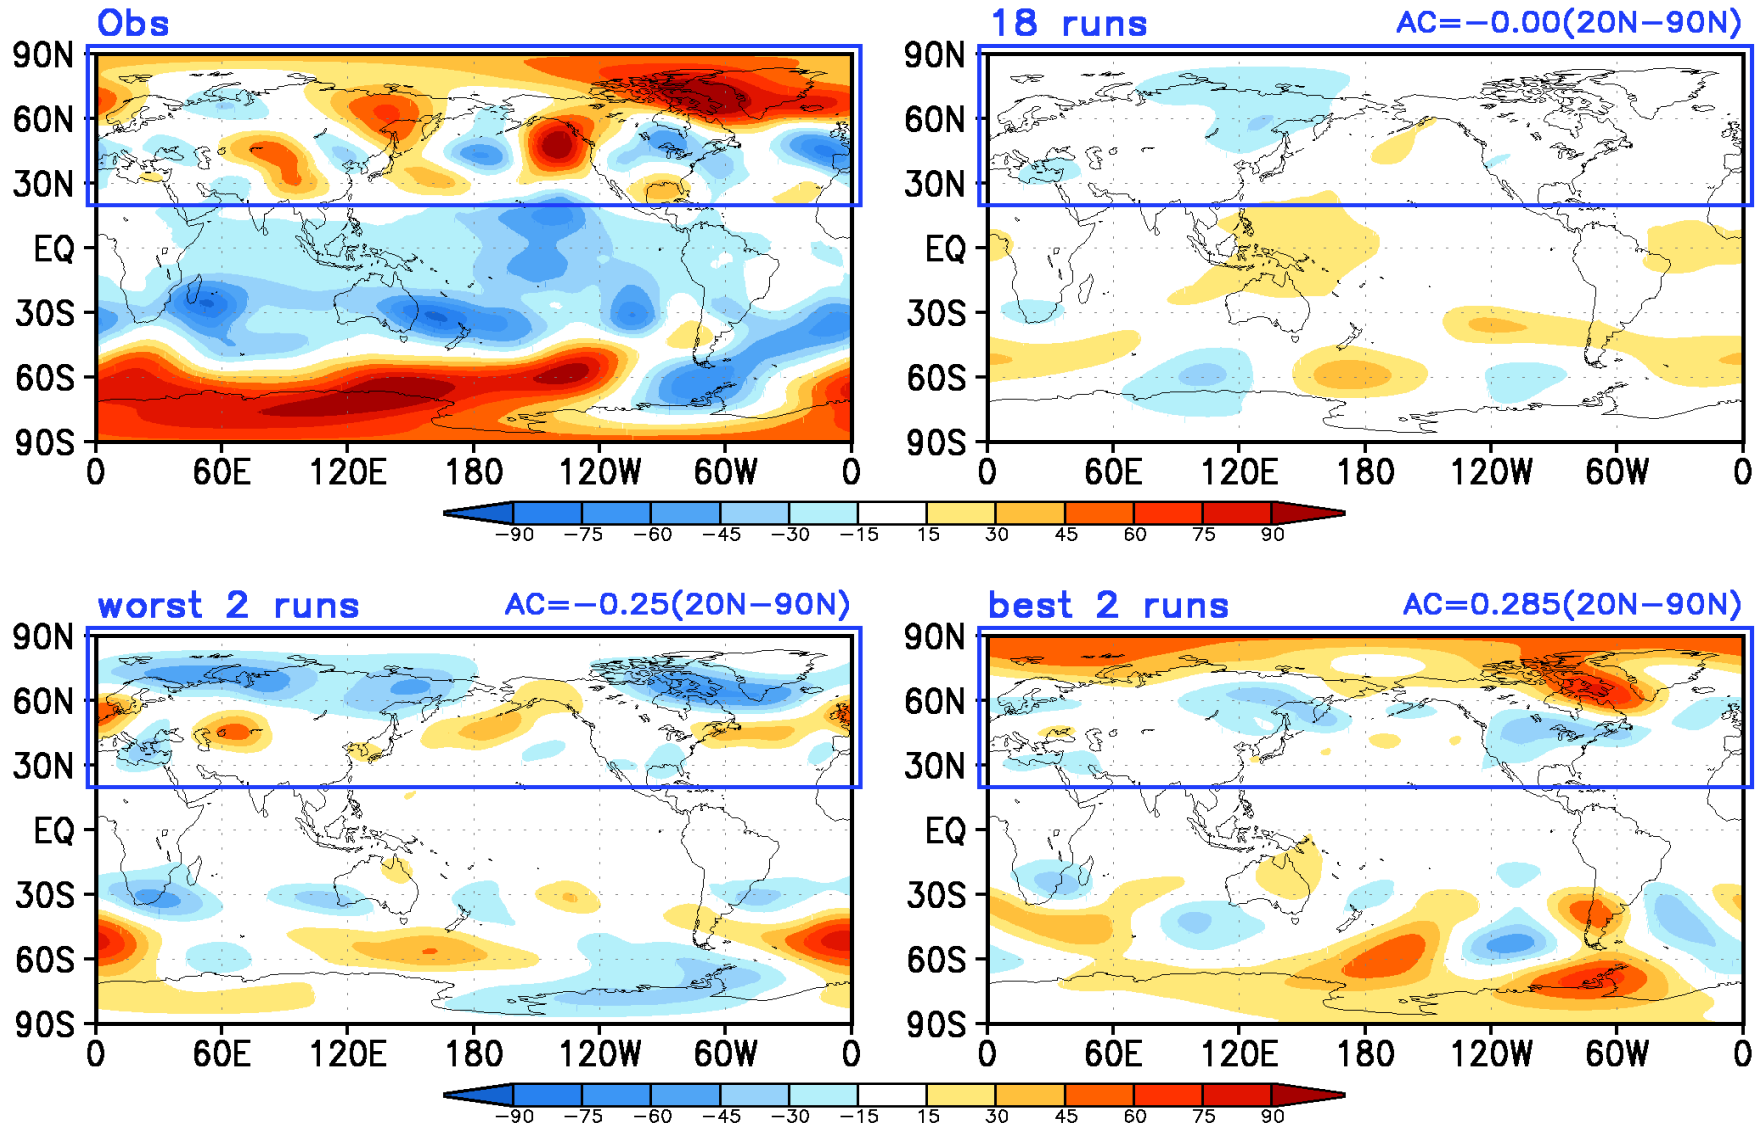 Obs
18 runs AC=−0.00(20N−90N)
90N
60N
30N
EQ
30S
60S
90S
0 60E 120E 180 120W 60W 0
90N
60N
30N
EQ
30S
60S
90S
0 60E 120E 180 120W 60W 0
−90 −75 −60 −45 −30 −15 15 30 45 60 75 90
worst 2 runs AC=−0.25(20N−90N)
best 2 runs AC=0.285(20N−90N)
90N
60N
30N
EQ
30S
60S
90S
0 60E 120E 180 120W 60W 0
90N
60N
30N
EQ
30S
60S
90S
0 60E 120E 180 120W 60W 0
−90 −75 −60 −45 −30 −15 15 30 45 60 75 90